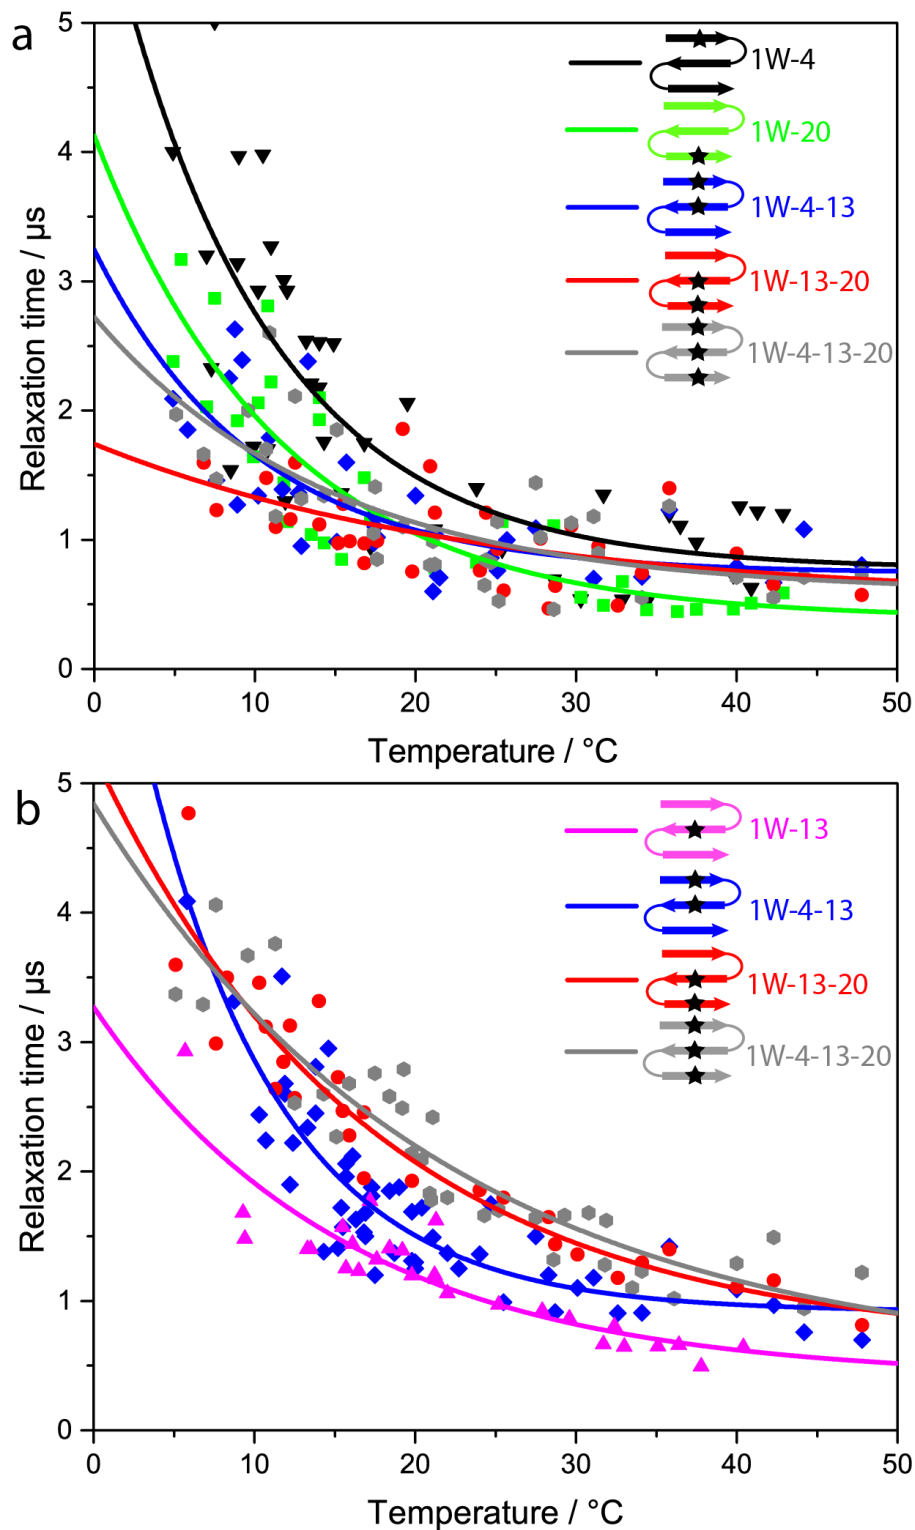 a
5
4
3
2
1
0
Relaxation time / µs
1W-4
1W-20
1W-4-13
1W-13-20
1W-4-13-20
0 10 20 30 40 50
Temperature / °C
b
5
4
3
2
1
0
Relaxation time / µs
1W-13
1W-4-13
1W-13-20
1W-4-13-20
0 10 20 30 40 50
Temperature / °C